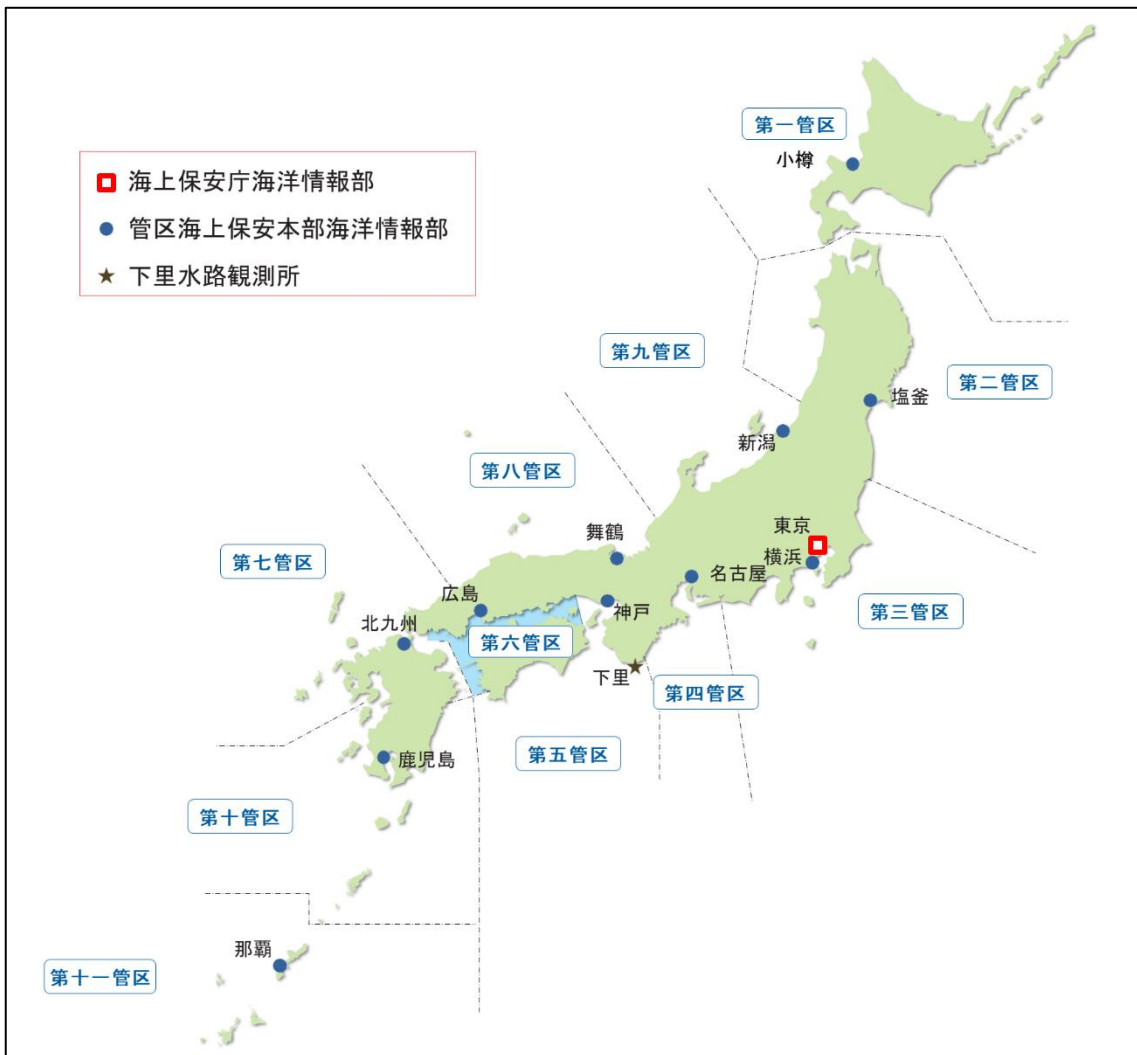 第一管区
小樽
海上保安庁海洋情報部
管区海上保安本部海洋情報部
下里水路観測所
第九管区
第二管区
塩釜
新潟
第八管区
東京
舞鶴
横浜
第七管区
名古屋
広島
神戸
第三管区
北九州
第六管区
下里
第四管区
第五管区
鹿児島
第十管区
那覇
第十一管区